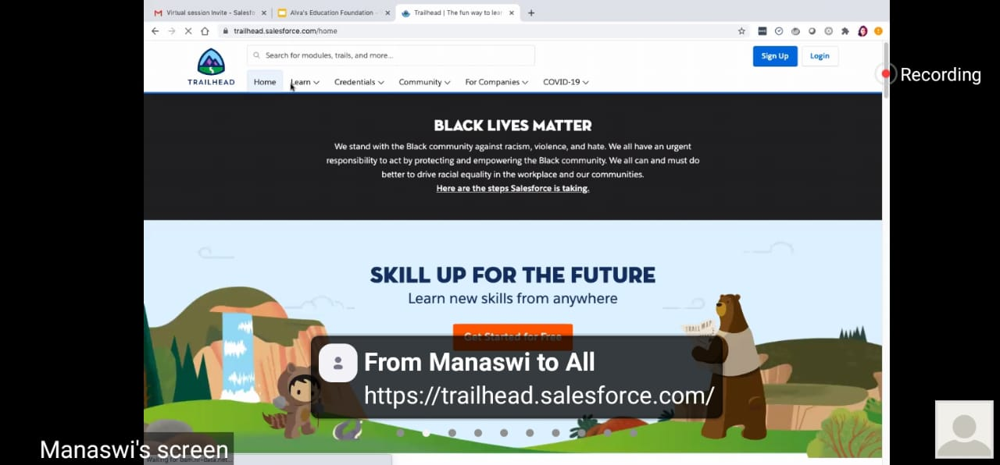 Virtual session Invite - Salesfo
Alva's Education Foundation -
Trailhead | The fun way to lear
trailhead.salesforce.com/home
Search for modules, trails, and more...
Sign Up
Login
TRAILHEAD
Home
Learn
Credentials
Community
For Companies
COVID-19
Recording
BLACK LIVES MATTER
We stand with the Black community against racism, violence, and hate. We all have an urgent
responsibility to act by protecting and empowering the Black community. We all can and must do
better to drive racial equality in the workplace and our communities.
Here are the steps Salesforce is taking.
SKILL UP FOR THE FUTURE
Learn new skills from anywhere
TRAIL MAP
Get Started for Free
From Manaswi to All
https://trailhead.salesforce.com/
Manaswi's screen
Waiting for bam.nr-data.net...